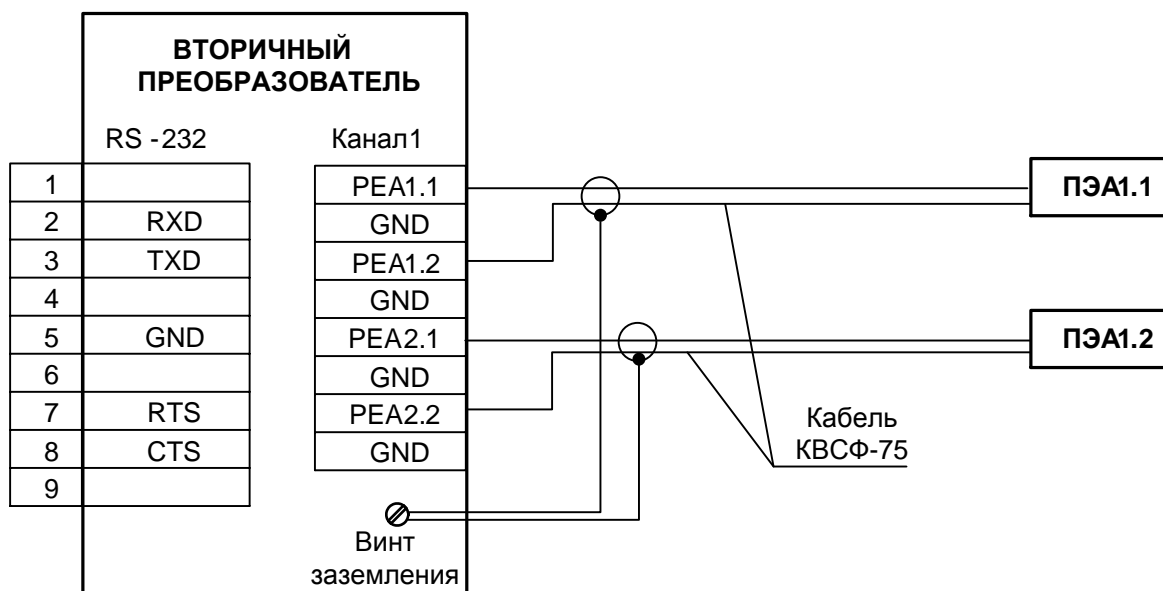 ВТОРИЧНЫЙ
ПРЕОБРАЗОВАТЕЛЬ
RS -232
Канал1
1
2 RXD
3 TXD
4
5 GND
6
7 RTS
8 CTS
9
PEA1.1
GND
PEA1.2
GND
PEA2.1
GND
PEA2.2
GND
Винт
заземления
ПЭА1.1
ПЭА1.2
Кабель
КВСФ-75